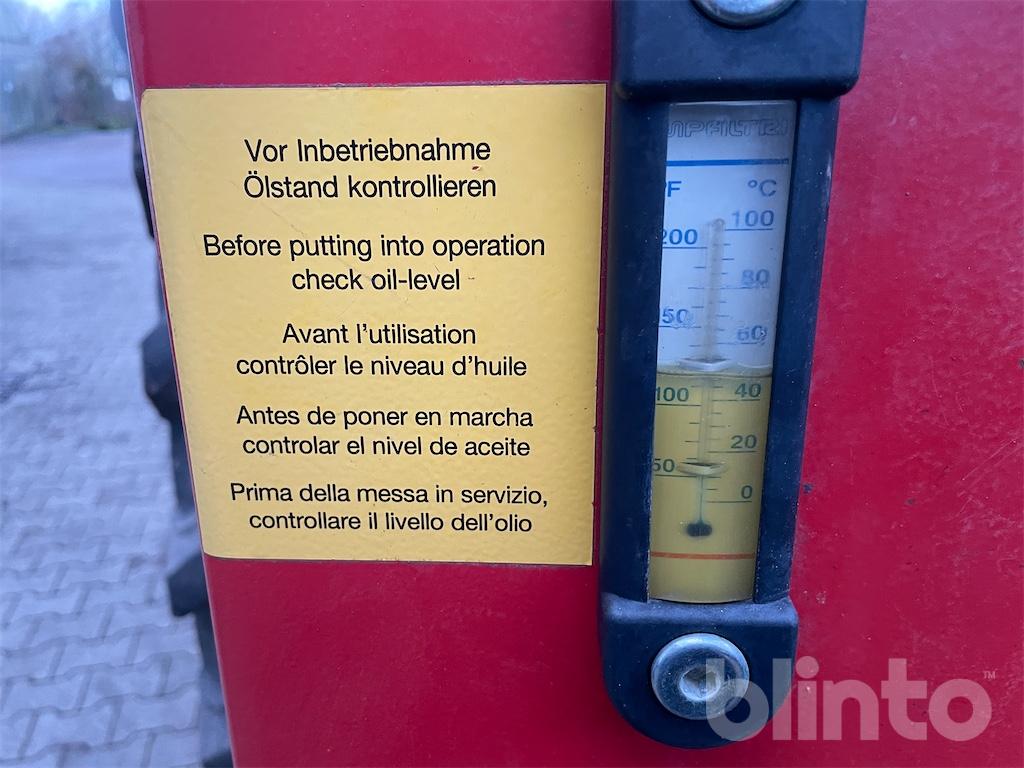 Vor Inbetriebnahme
Ölstand kontrollieren
Before putting into operation
check oil-level
Avant l'utilisation
contrôler le niveau d'huile
Antes de poner en marcha
controlar el nivel de aceite
Prima della messa in servizio,
controllare il livello dell'olio
MPFILTRI
°F °C
100
200
80
150
60
100 40
20
50
0
blinto™